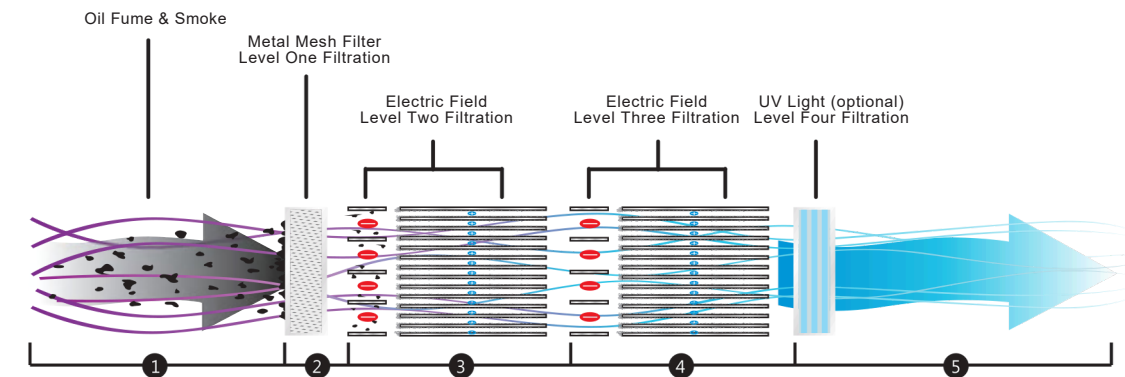 Oil Fume & Smoke
Metal Mesh Filter
Level One Filtration
Electric Field
Level Two Filtration
Electric Field
Level Three Filtration
UV Light (optional)
Level Four Filtration
1
2
3
4
5